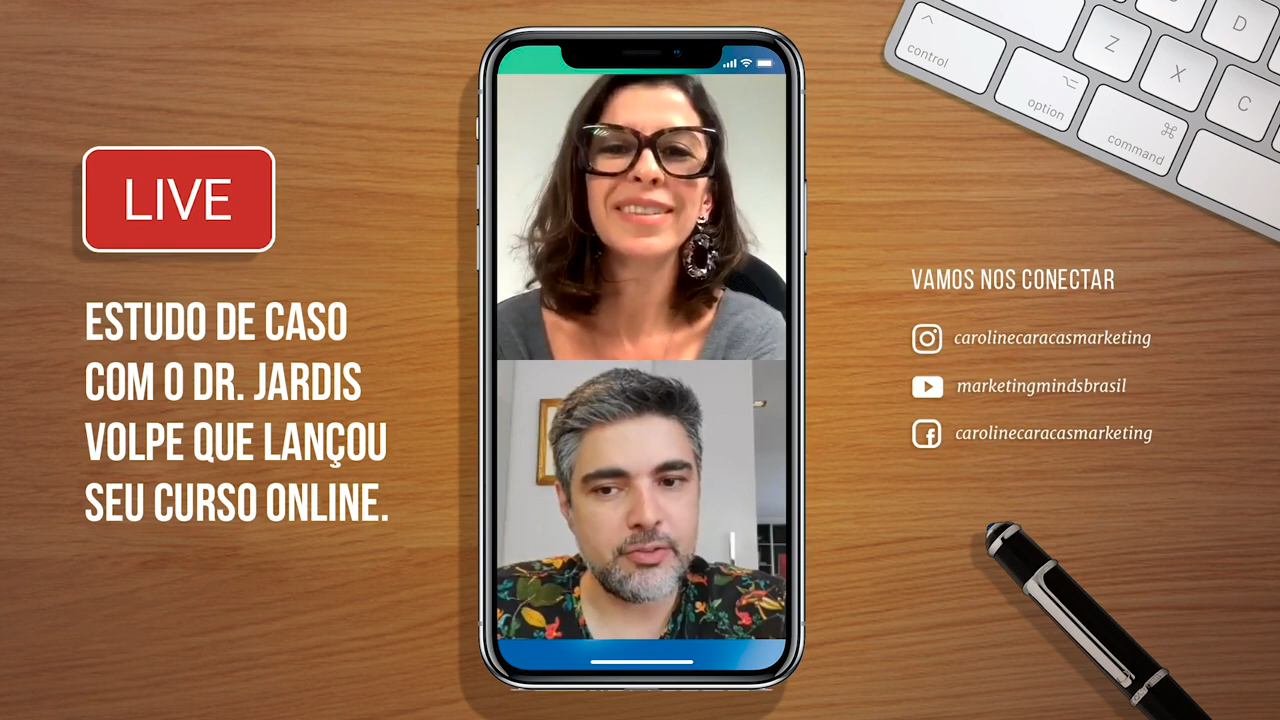 LIVE
ESTUDO DE CASO
COM O DR. JARDIS
VOLPE QUE LANÇOU
SEU CURSO ONLINE.
VAMOS NOS CONECTAR
carolinecaracasmarketing
marketingmindsbrasil
carolinecaracasmarketing
control
option
command
Z
X
C
D